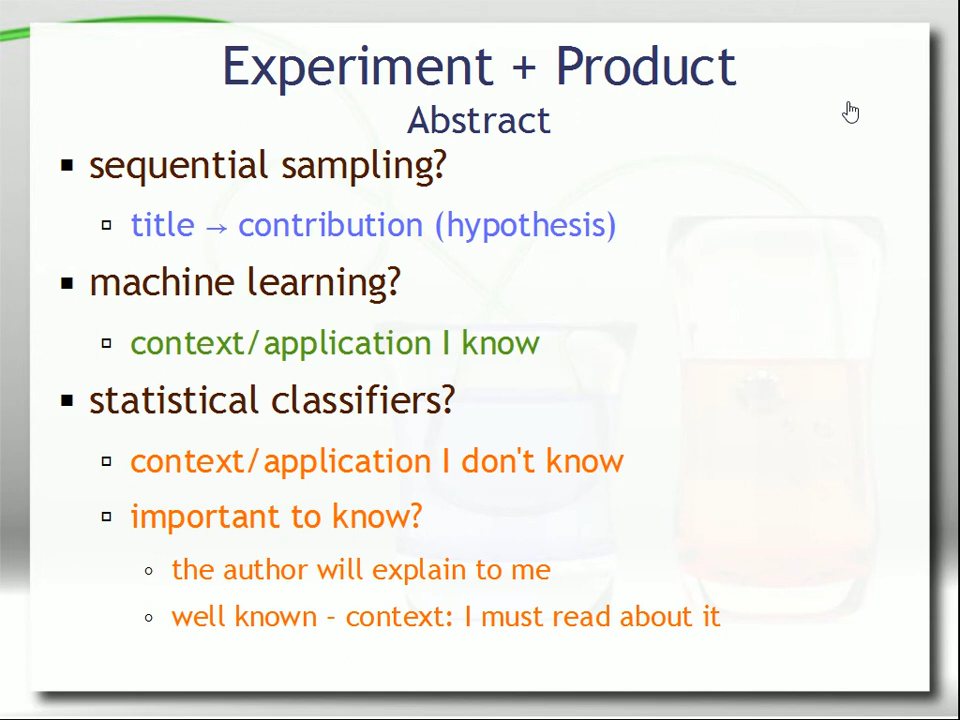 Experiment + Product
Abstract
▪ sequential sampling?
▫ title → contribution (hypothesis)
▪ machine learning?
▫ context/application I know
▪ statistical classifiers?
▫ context/application I don't know
▫ important to know?
◦ the author will explain to me
◦ well known – context: I must read about it